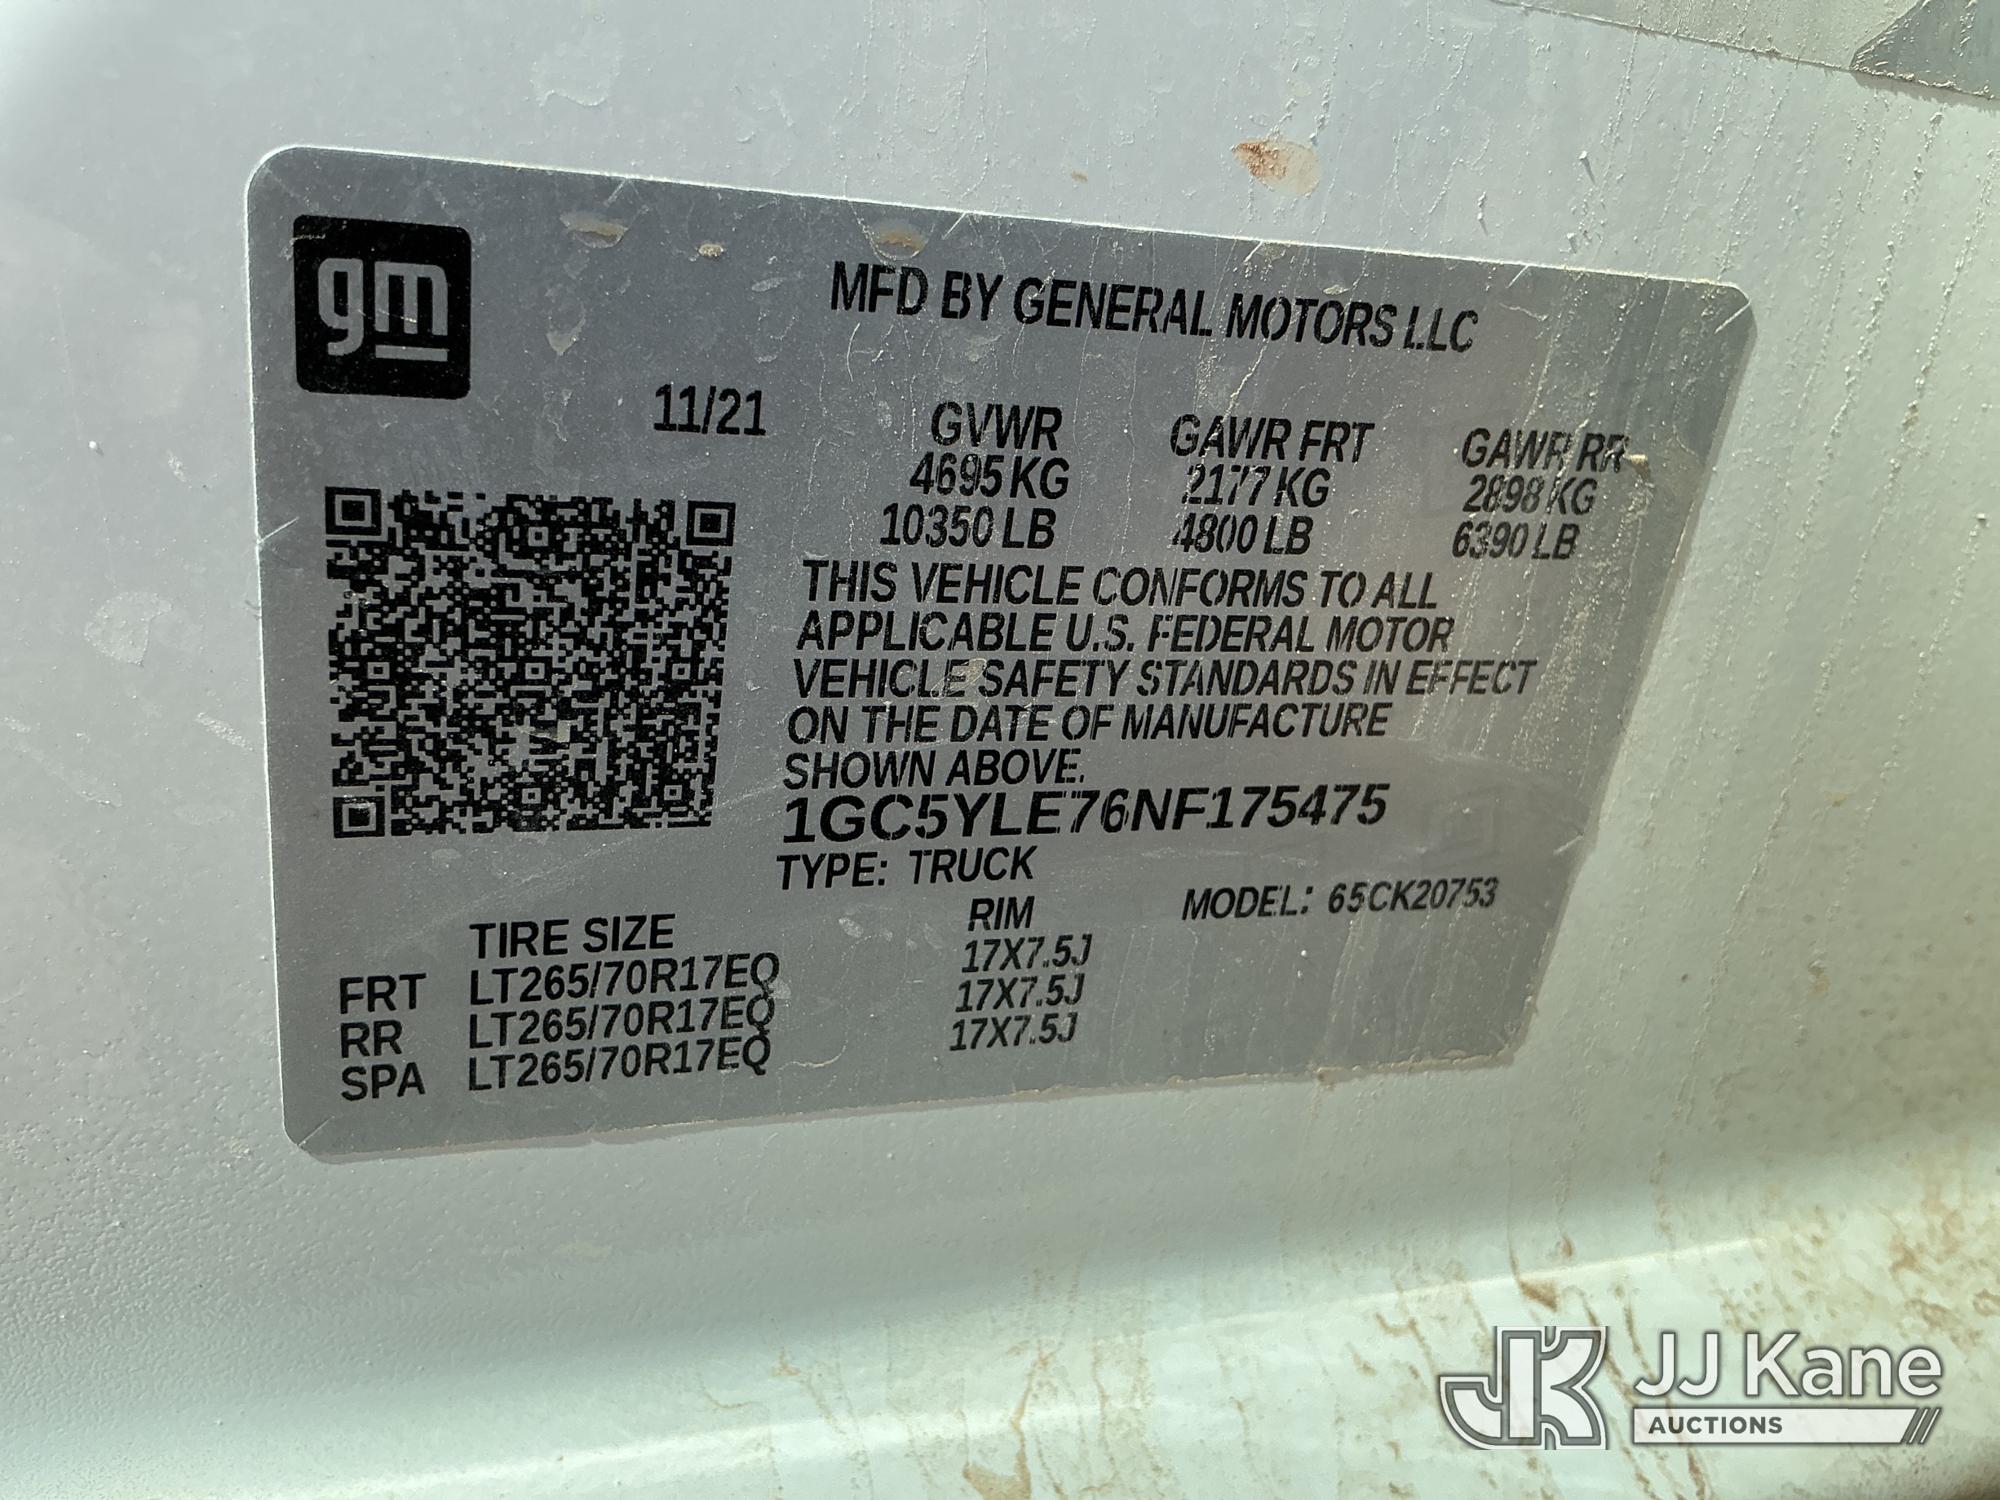 gm
MFD BY GENERAL MOTORS LLC
11/21
GVWR GAWR FRT GAWR RR
4695 KG 2177 KG 2898 KG
10350 LB 4800 LB 6390 LB
THIS VEHICLE CONFORMS TO ALL
APPLICABLE U.S. FEDERAL MOTOR
VEHICLE SAFETY STANDARDS IN EFFECT
ON THE DATE OF MANUFACTURE
SHOWN ABOVE.
1GC5YLE76NF175475
TYPE: TRUCK
MODEL: 65CK20753
TIRE SIZE RIM
FRT LT265/70R17EQ 17X7.5J
RR LT265/70R17EQ 17X7.5J
SPA LT265/70R17EQ 17X7.5J
JK JJ Kane
AUCTIONS